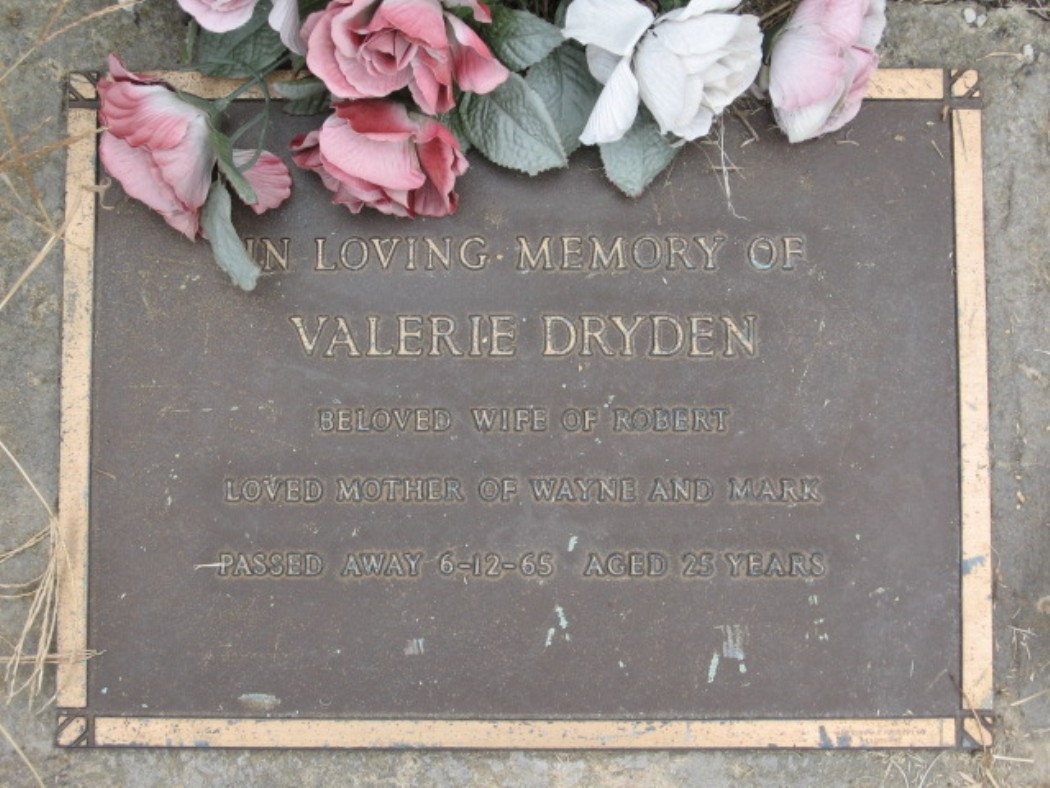 IN LOVING MEMORY OF
VALERIE DRYDEN
BELOVED WIFE OF ROBERT
LOVED MOTHER OF WAYNE AND MARK
PASSED AWAY 6-12-65 AGED 25 YEARS